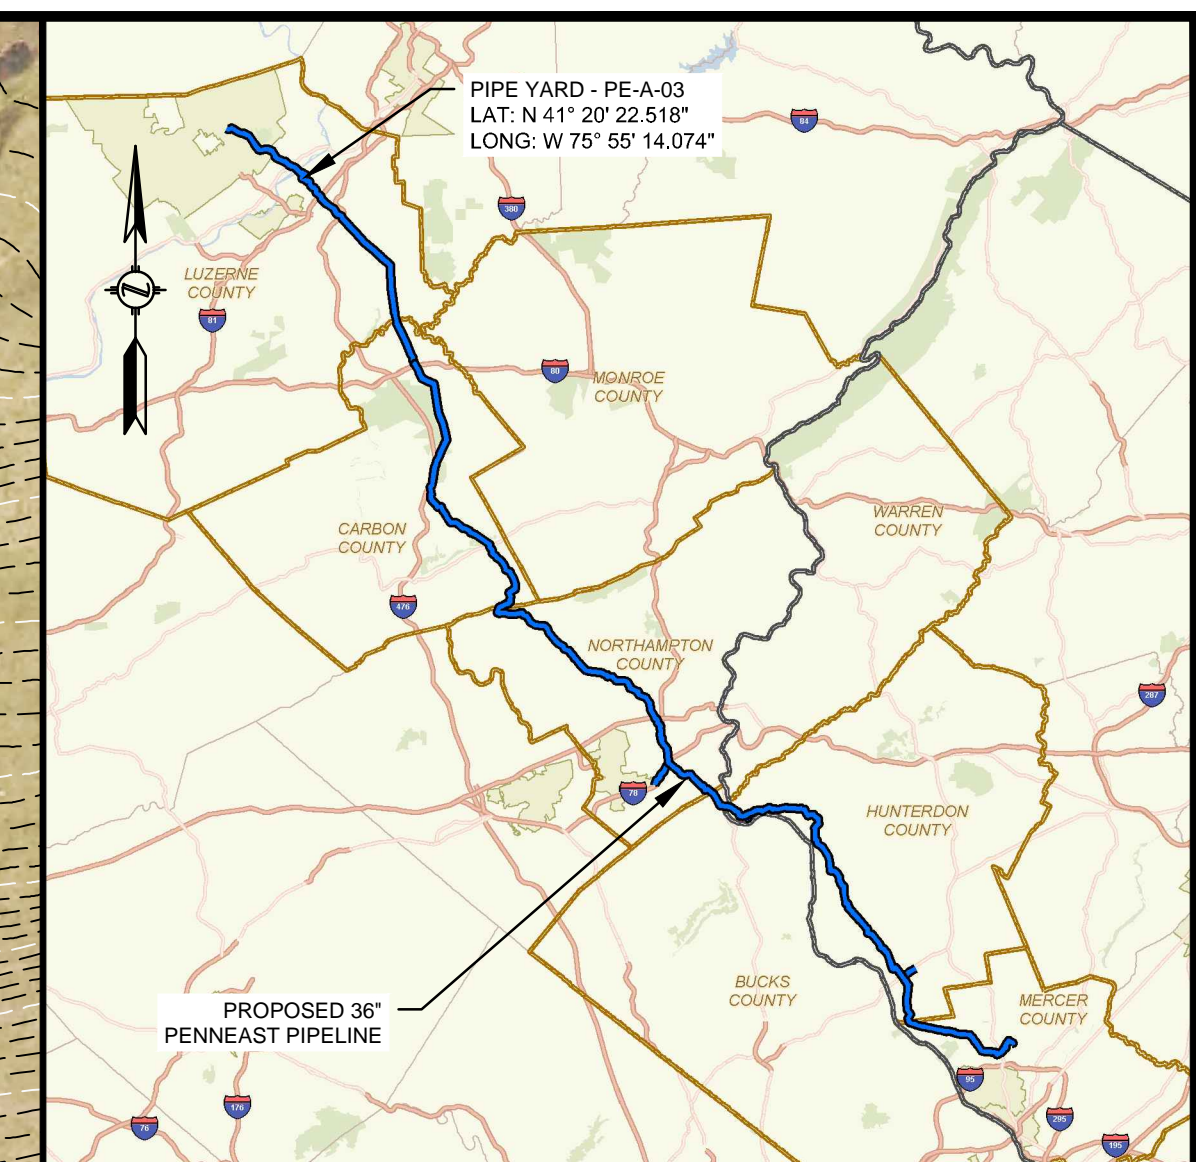 PIPE YARD - PE-A-03
LAT: N 41° 20' 22.518"
LONG: W 75° 55' 14.074"
84
380
LUZERNE
COUNTY
81
80
MONROE
COUNTY
WARREN
COUNTY
CARBON
COUNTY
476
NORTHAMPTON
COUNTY
287
78
HUNTERDON
COUNTY
BUCKS
COUNTY
PROPOSED 36"
PENNEAST PIPELINE
MERCER
COUNTY
95
176
76
295
195
N